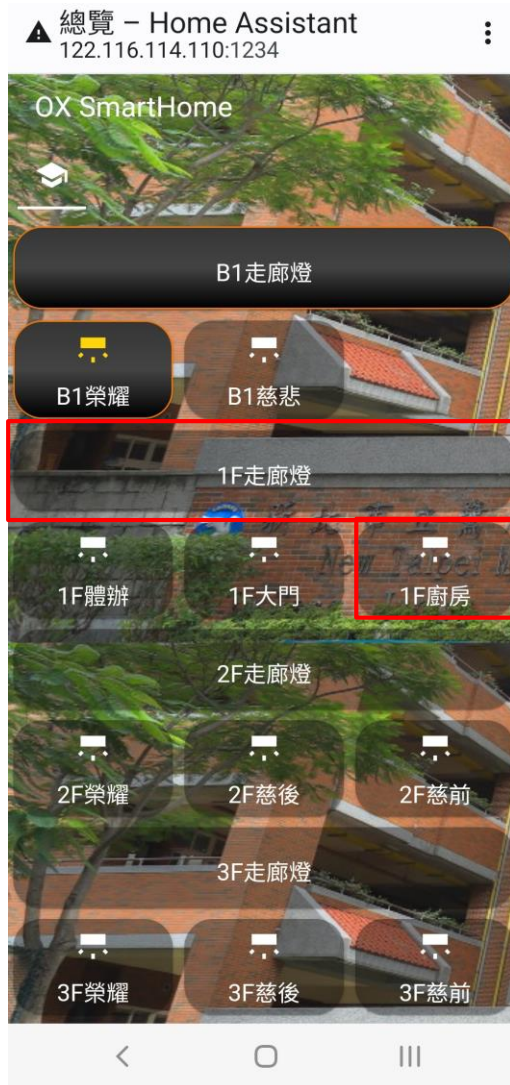 總覽 – Home Assistant
122.116.114.110:1234
OX SmartHome
B1走廊燈
B1榮耀
B1慈悲
1F走廊燈
New Taipei
1F體辦
1F大門
1F廚房
2F走廊燈
2F榮耀
2F慈後
2F慈前
3F走廊燈
3F榮耀
3F慈後
3F慈前